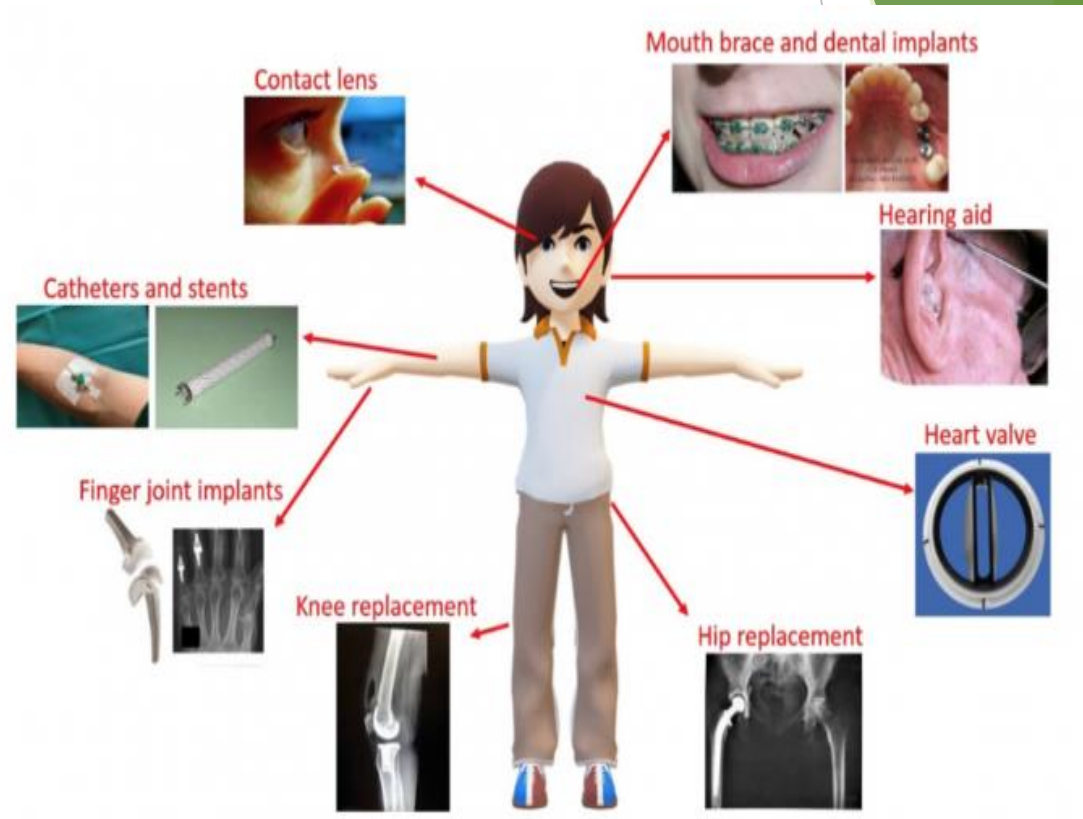 Mouth brace and dental implants
Contact lens
Hearing aid
Catheters and stents
Heart valve
Finger joint implants
Knee replacement
Hip replacement